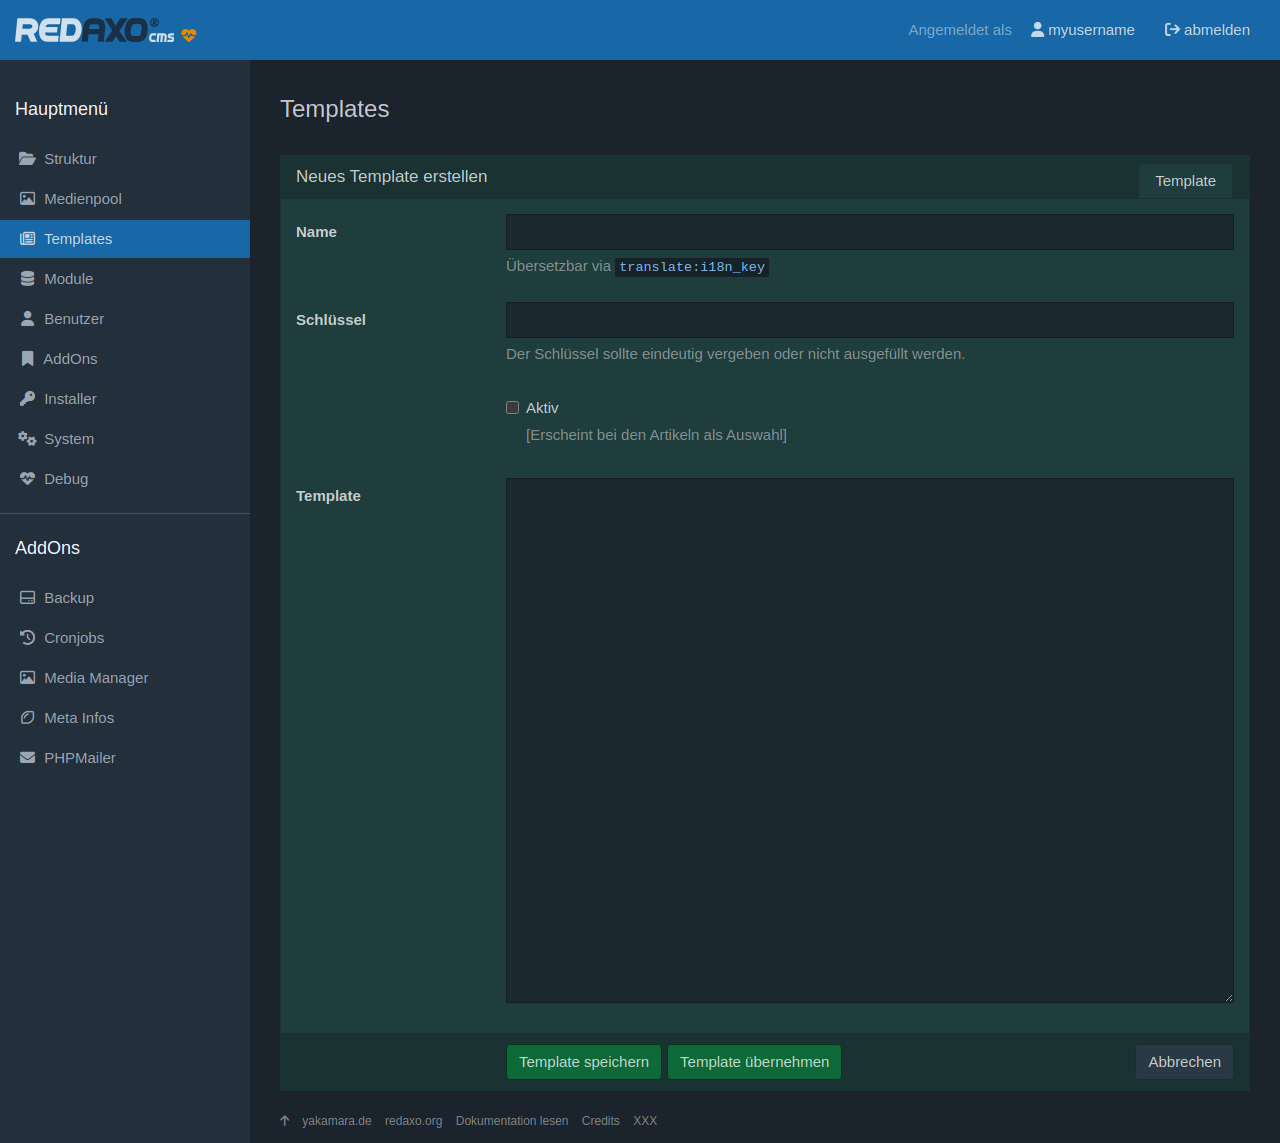 REDAXO® cms
Angemeldet als myusername abmelden
Hauptmenü
Struktur
Medienpool
Templates
Module
Benutzer
AddOns
Installer
System
Debug
AddOns
Backup
Cronjobs
Media Manager
Meta Infos
PHPMailer
Templates
Neues Template erstellen
Template
Name
Übersetzbar via translate:i18n_key
Schlüssel
Der Schlüssel sollte eindeutig vergeben oder nicht ausgefüllt werden.
Aktiv
[Erscheint bei den Artikeln als Auswahl]
Template
Template speichern Template übernehmen Abbrechen
yakamara.de redaxo.org Dokumentation lesen Credits XXX